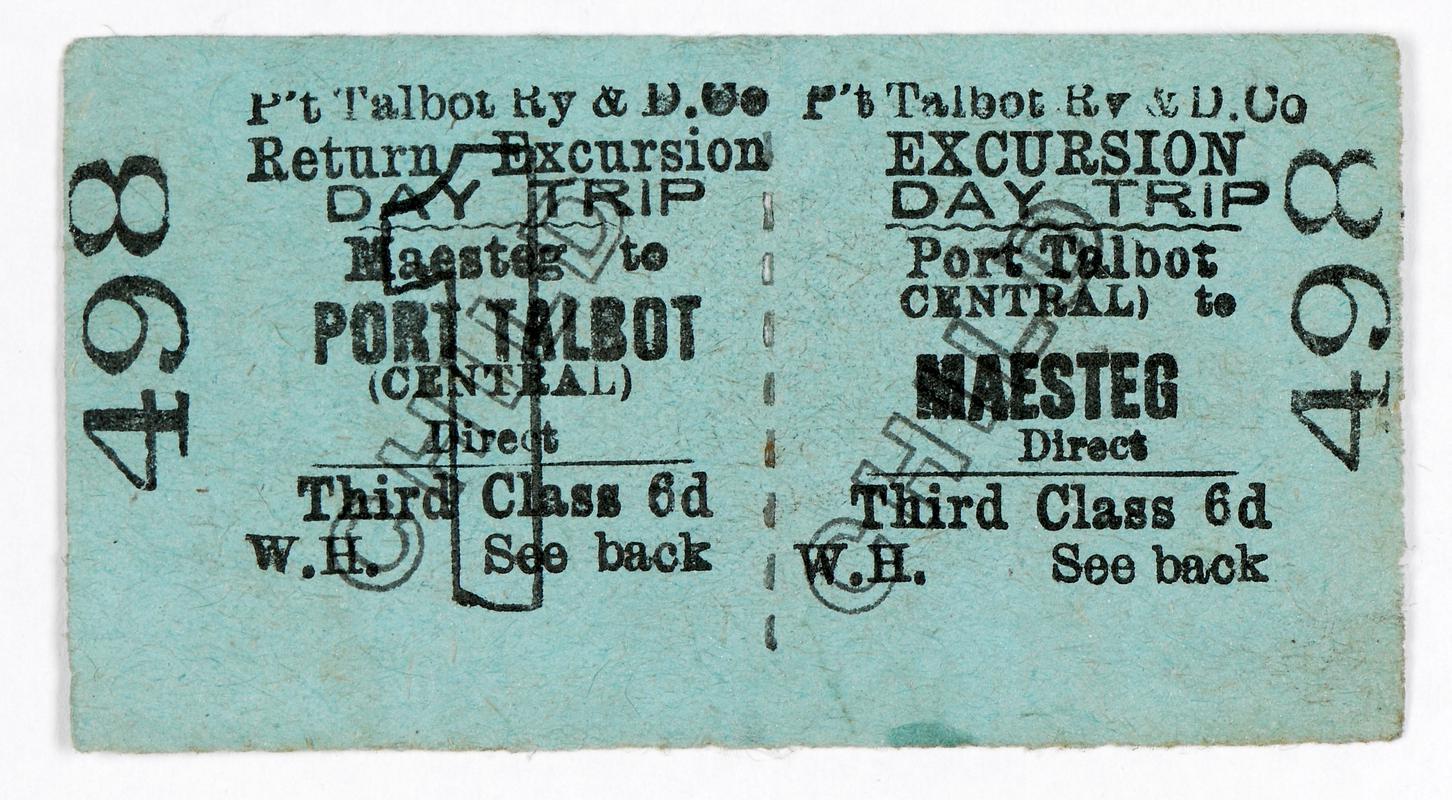 498
P't Talbot Ry & D.Co
Return Excursion
DAY TRIP
Maesteg to
PORT TALBOT
(CENTRAL)
Direct
Third Class 6d
W.H. See back
CHILD
1
P't Talbot Ry & D.Co
EXCURSION
DAY TRIP
Port Talbot
CENTRAL) to
MAESTEG
Direct
Third Class 6d
W.H. See back
CHILD
498